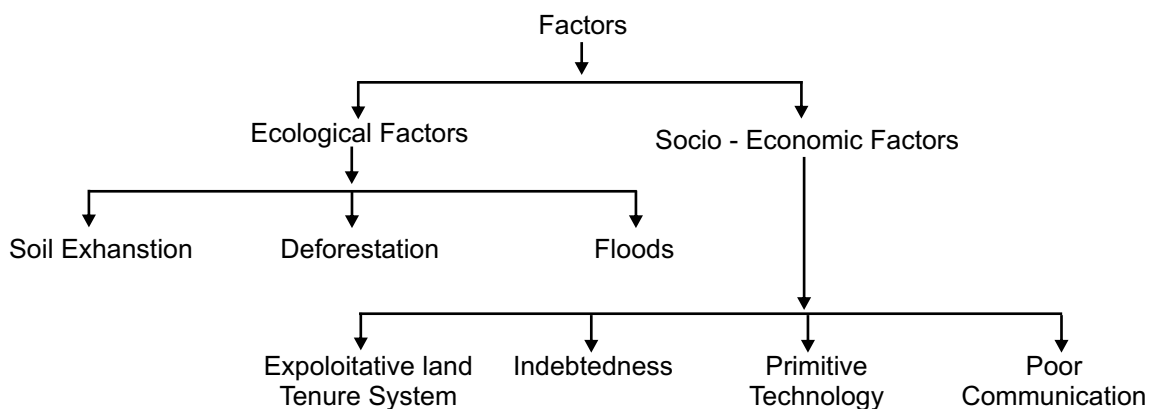 Factors
Ecological Factors
Socio - Economic Factors
Soil Exhanstion
Deforestation
Floods
Expoloitative land
Tenure System
Indebtedness
Primitive
Technology
Poor
Communication